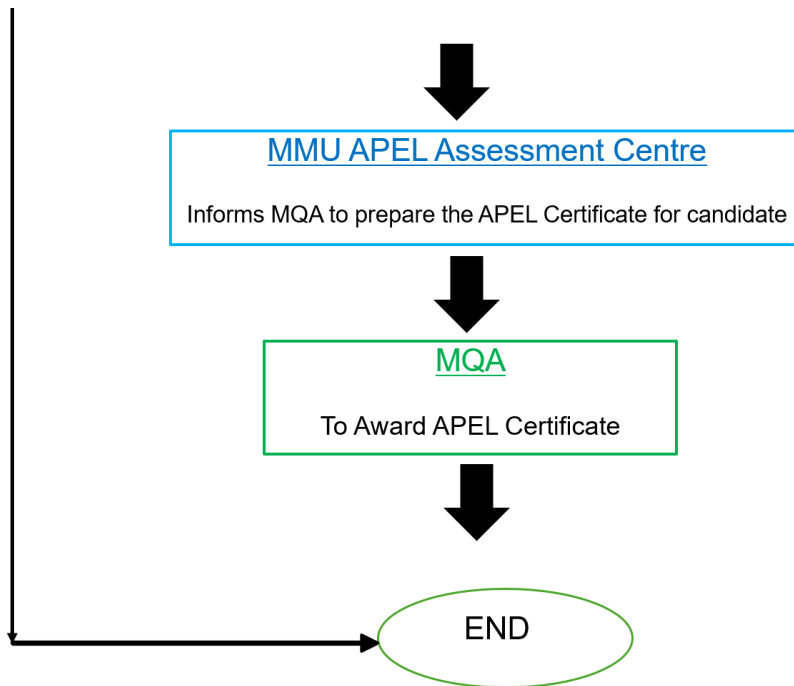 MMU APEL Assessment Centre
Informs MQA to prepare the APEL Certificate for candidate
MQA
To Award APEL Certificate
END